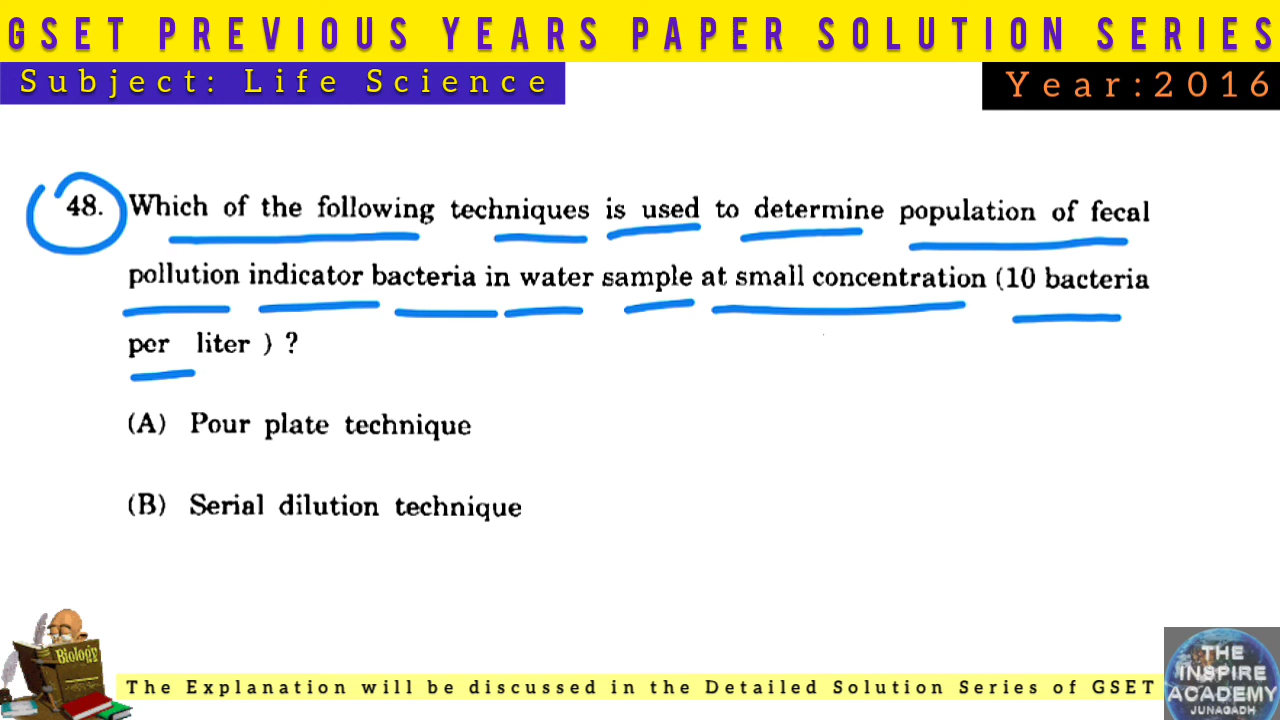 GSET PREVIOUS YEARS PAPER SOLUTION SERIES
Subject: Life Science
Year:2016
48. Which of the following techniques is used to determine population of fecal
pollution indicator bacteria in water sample at small concentration (10 bacteria
per liter ) ?
(A) Pour plate technique
(B) Serial dilution technique
Biology
The Explanation will be discussed in the Detailed Solution Series of GSET
THE
INSPIRE
ACADEMY
JUNAGADH